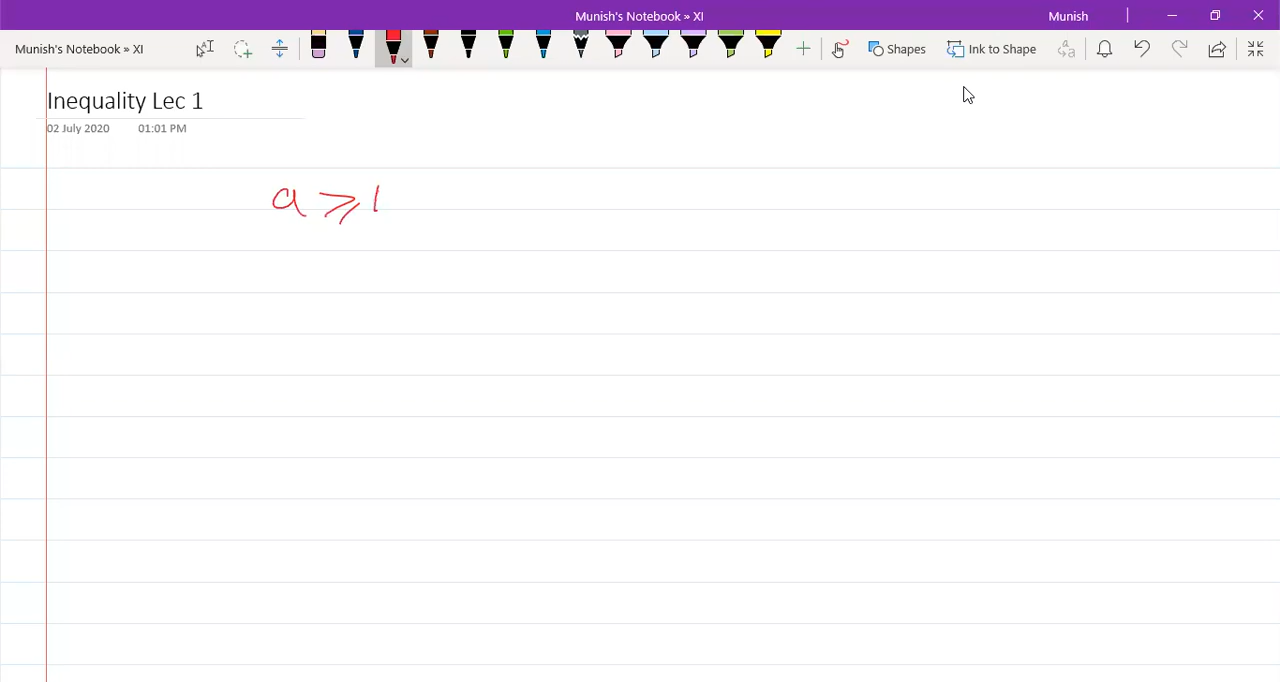 Munish's Notebook » XI
Munish
Munish's Notebook » XI
Shapes
Ink to Shape
Inequality Lec 1
02 July 2020 01:01 PM
a ⩾ 1